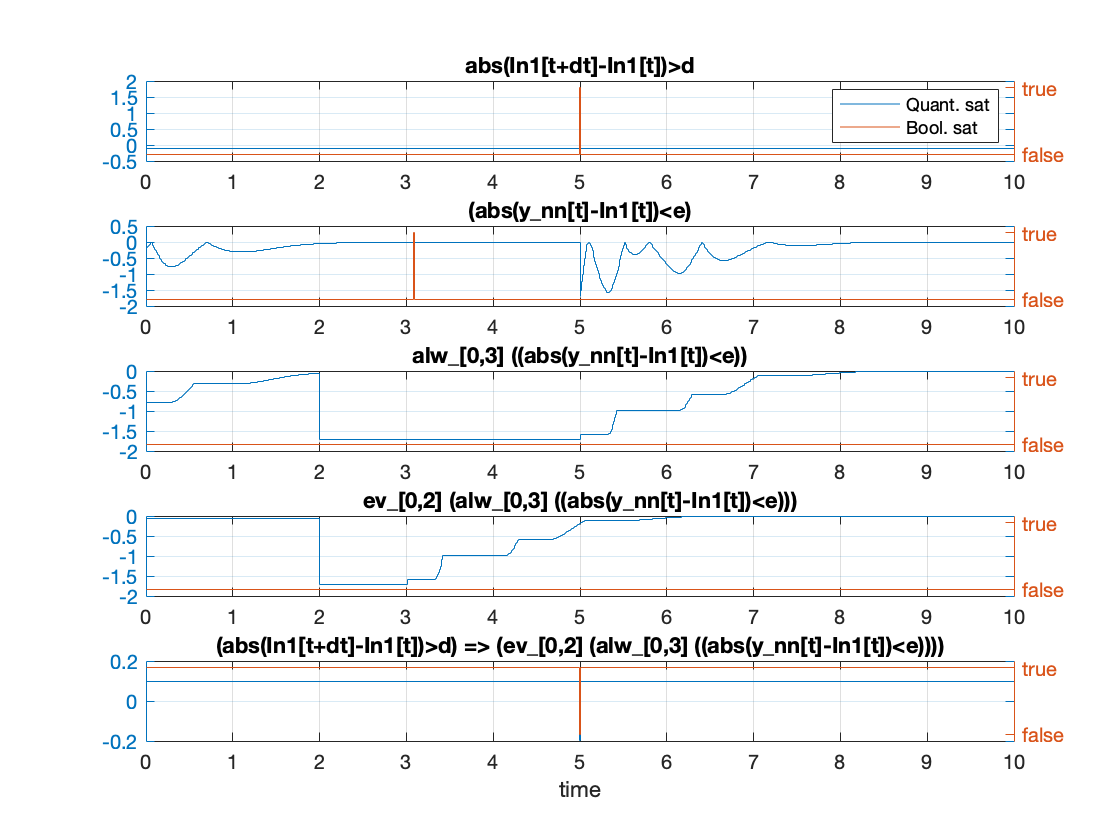 abs(In1[t+dt]-In1[t])>d
2
1.5
1
0.5
0
-0.5
true
false
Quant. sat
Bool. sat
0 1 2 3 4 5 6 7 8 9 10
(abs(y_nn[t]-In1[t])<e)
0.5
0
-0.5
-1
-1.5
-2
true
false
0 1 2 3 4 5 6 7 8 9 10
alw_[0,3] ((abs(y_nn[t]-In1[t])<e))
0
-0.5
-1
-1.5
-2
true
false
0 1 2 3 4 5 6 7 8 9 10
ev_[0,2] (alw_[0,3] ((abs(y_nn[t]-In1[t])<e)))
0
-0.5
-1
-1.5
-2
true
false
0 1 2 3 4 5 6 7 8 9 10
(abs(In1[t+dt]-In1[t])>d) => (ev_[0,2] (alw_[0,3] ((abs(y_nn[t]-In1[t])<e))))
0.2
0
-0.2
true
false
0 1 2 3 4 5 6 7 8 9 10
time